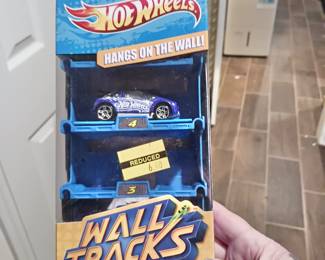 HOT WHEELS
HANGS ON THE WALL!
4
REDUCED
3
WALL
TRACKS